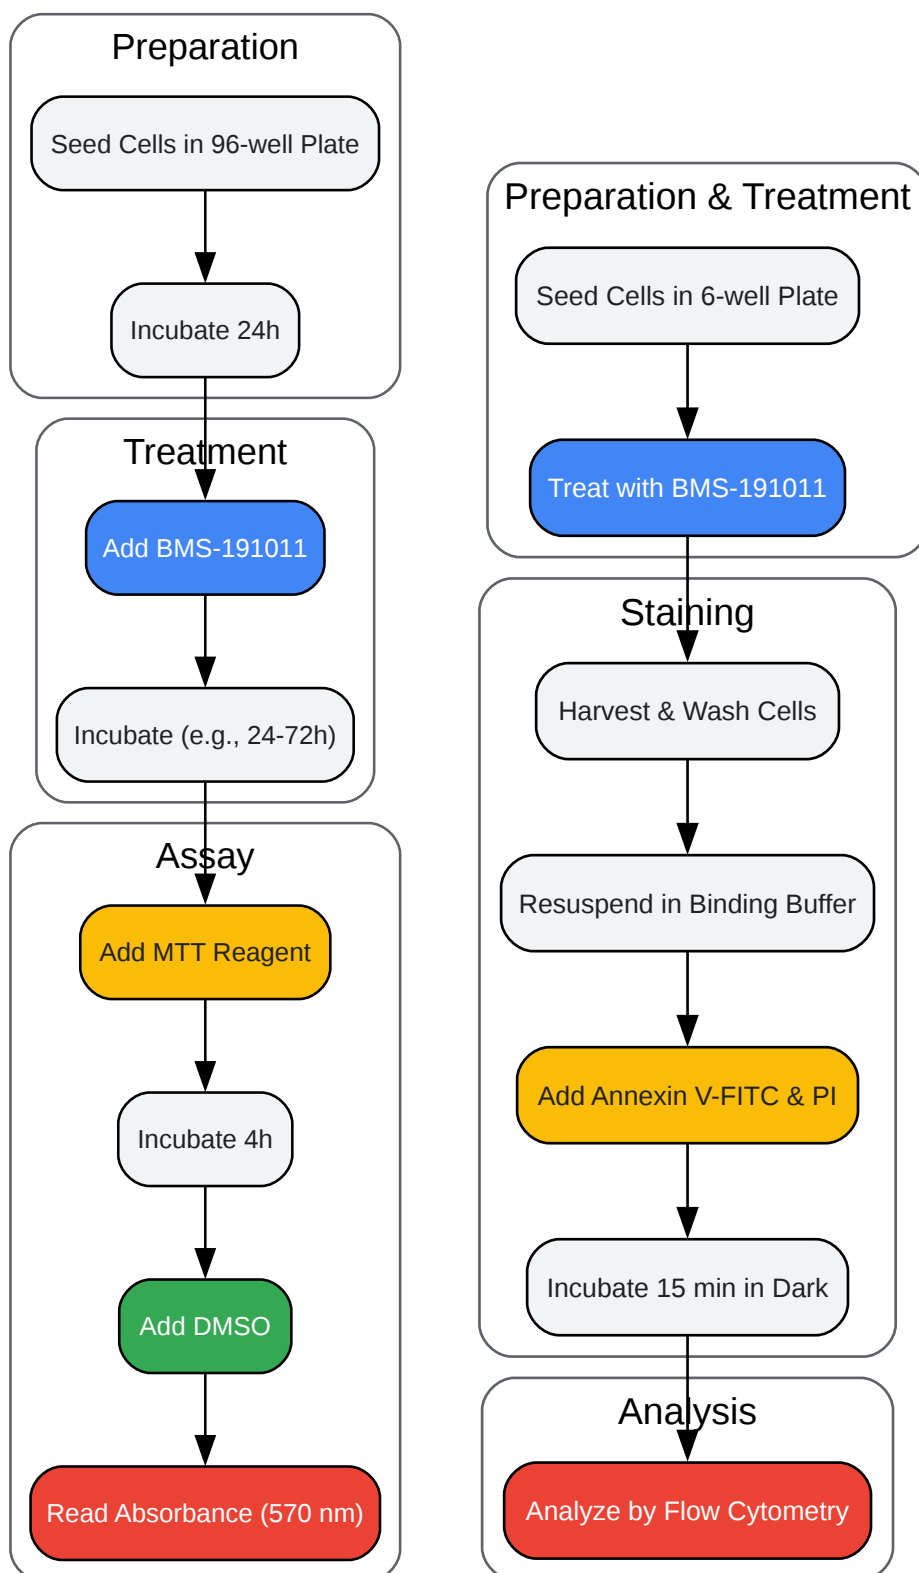 Preparation
Seed Cells in 96-well Plate
Incubate 24h
Treatment
Add BMS-191011
Incubate (e.g., 24-72h)
Assay
Add MTT Reagent
Incubate 4h
Add DMSO
Read Absorbance (570 nm)
Preparation & Treatment
Seed Cells in 6-well Plate
Treat with BMS-191011
Staining
Harvest & Wash Cells
Resuspend in Binding Buffer
Add Annexin V-FITC & PI
Incubate 15 min in Dark
Analysis
Analyze by Flow Cytometry